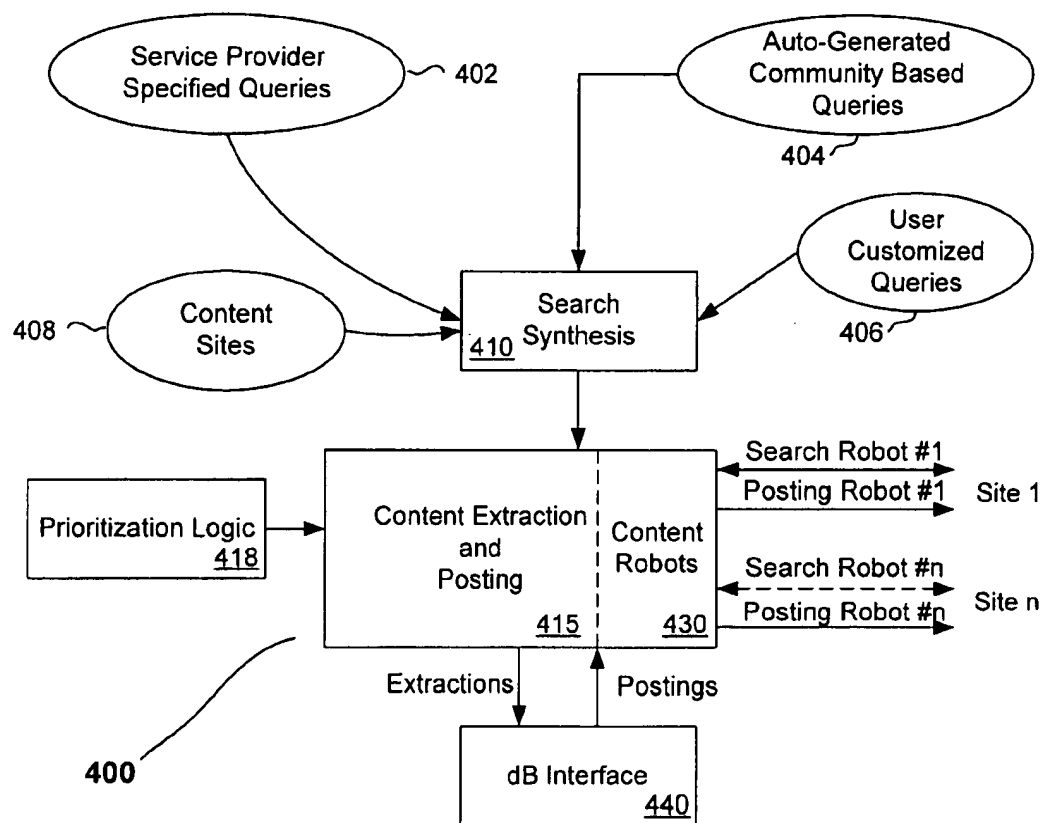 Service Provider
Specified Queries
402
Auto-Generated
Community Based
Queries
404
User
Customized
Queries
406
408
Content
Sites
Search
Synthesis
410
Prioritization Logic
418
Content Extraction
and
Posting
415
Content
Robots
430
Search Robot #1
Posting Robot #1
Site 1
Search Robot #n
Posting Robot #n
Site n
Extractions
Postings
400
dB Interface
440